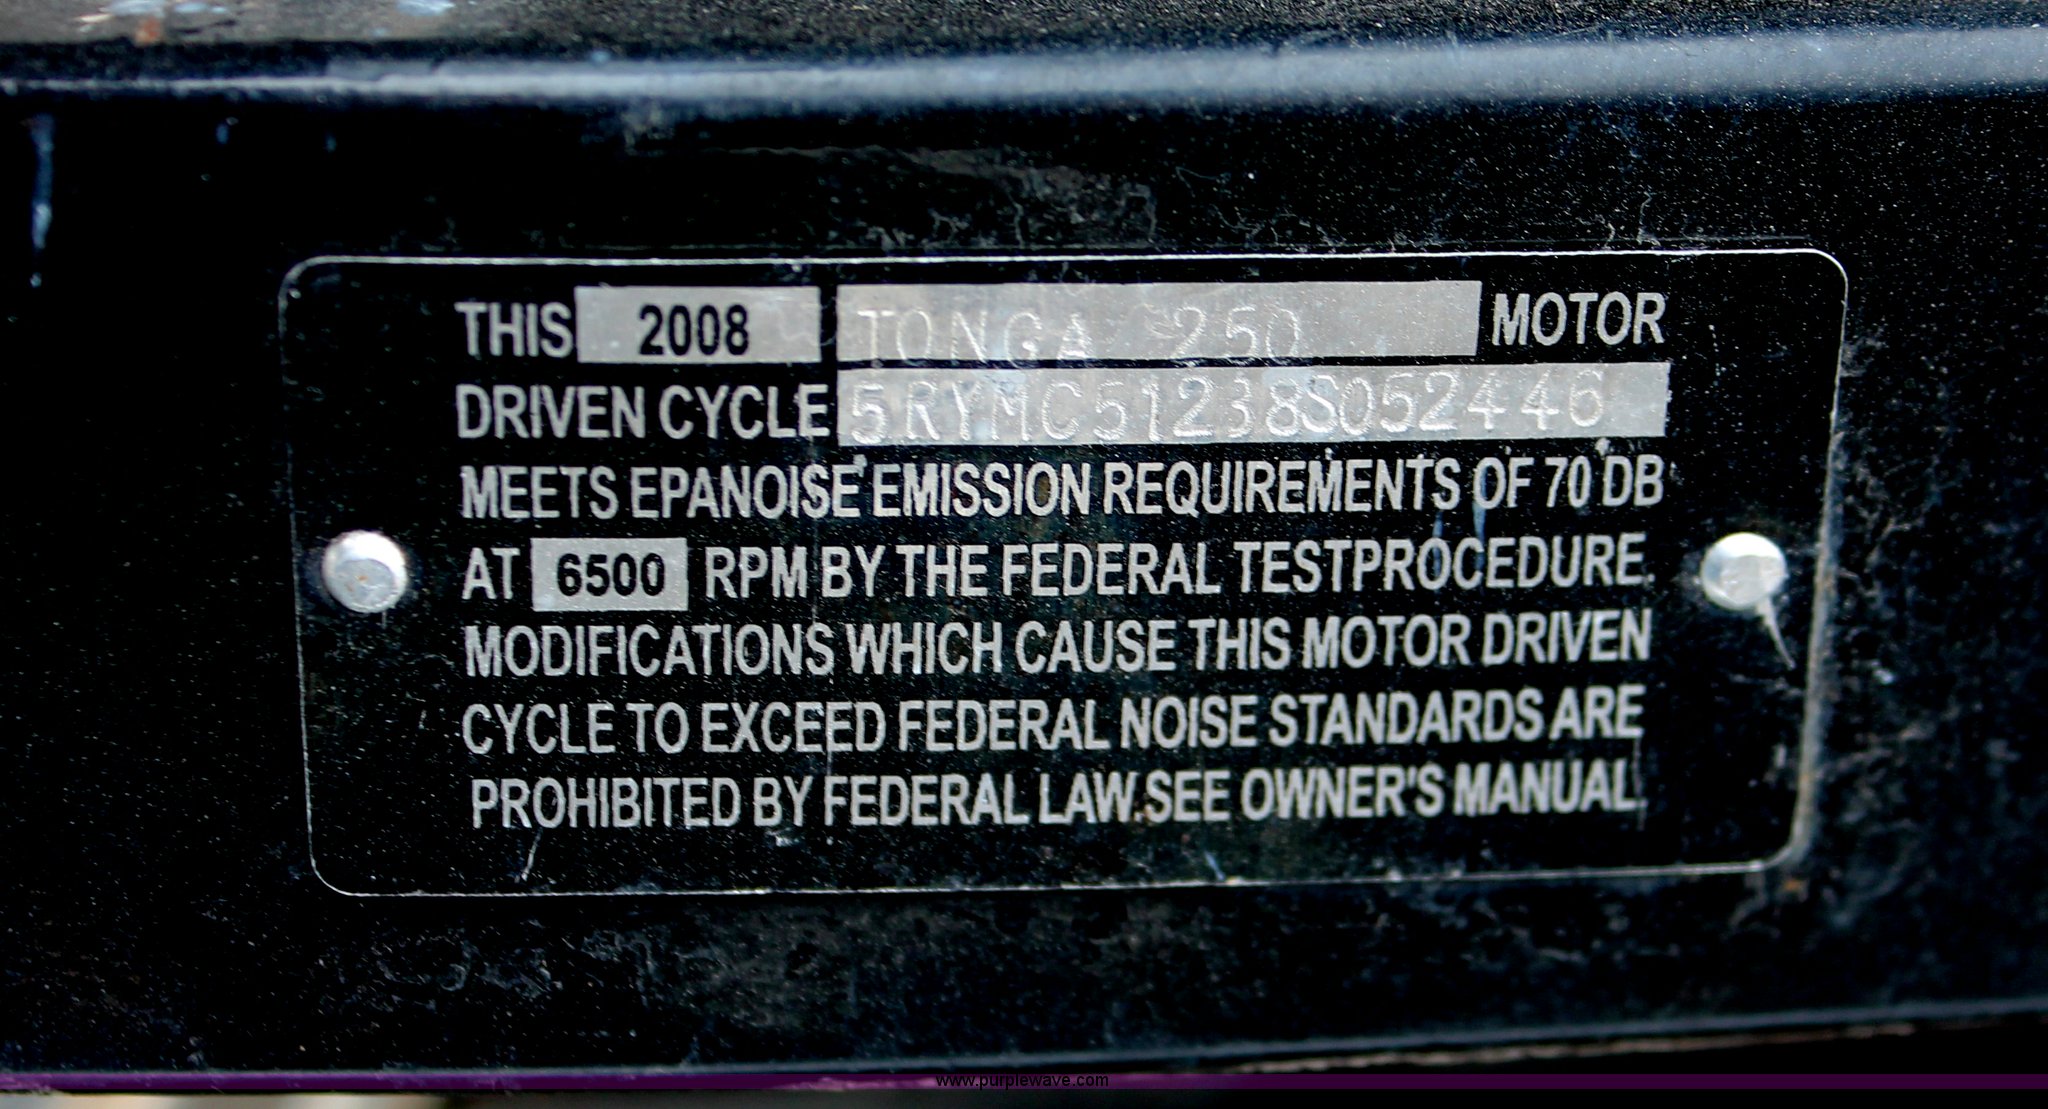 THIS 2008 TONGA 250 MOTOR
DRIVEN CYCLE 5RYMC51238S052446
MEETS EPANOISE EMISSION REQUIREMENTS OF 70 DB
AT 6500 RPM BY THE FEDERAL TESTPROCEDURE.
MODIFICATIONS WHICH CAUSE THIS MOTOR DRIVEN
CYCLE TO EXCEED FEDERAL NOISE STANDARDS ARE
PROHIBITED BY FEDERAL LAW.SEE OWNER'S MANUAL.
www.purplewave.com